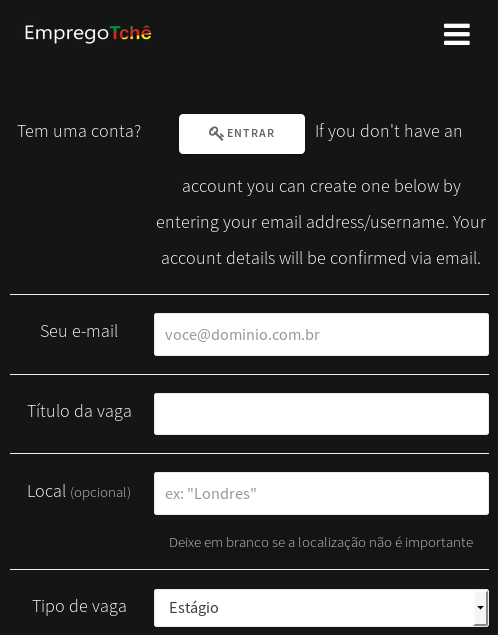 EmpregoTchê
Tem uma conta?
ENTRAR
If you don't have an
account you can create one below by
entering your email address/username. Your
account details will be confirmed via email.
Seu e-mail
voce@dominio.com.br
Título da vaga
Local (opcional)
ex: "Londres"
Deixe em branco se a localização não é importante
Tipo de vaga
Estágio